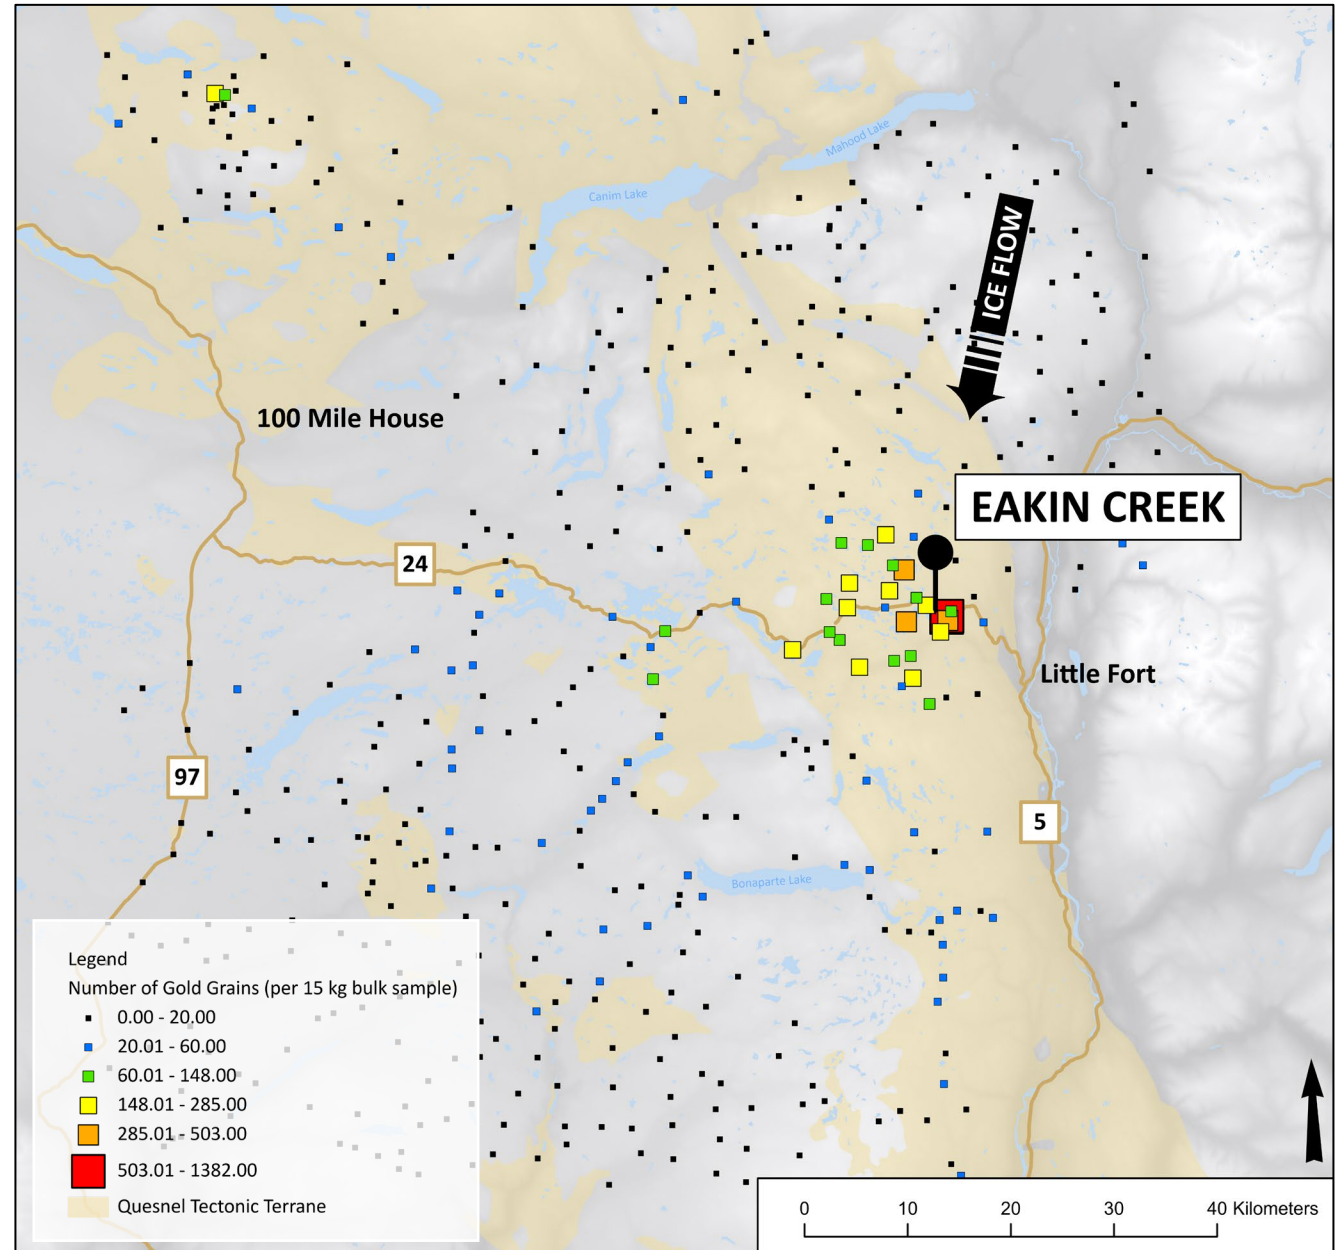 Mahood Lake
Canim Lake
ICE FLOW
100 Mile House
EAKIN CREEK
24
Little Fort
97
5
Bonaparte Lake
Legend
Number of Gold Grains (per 15 kg bulk sample)
0.00 - 20.00
20.01 - 60.00
60.01 - 148.00
148.01 - 285.00
285.01 - 503.00
503.01 - 1382.00
Quesnel Tectonic Terrane
0 10 20 30 40 Kilometers